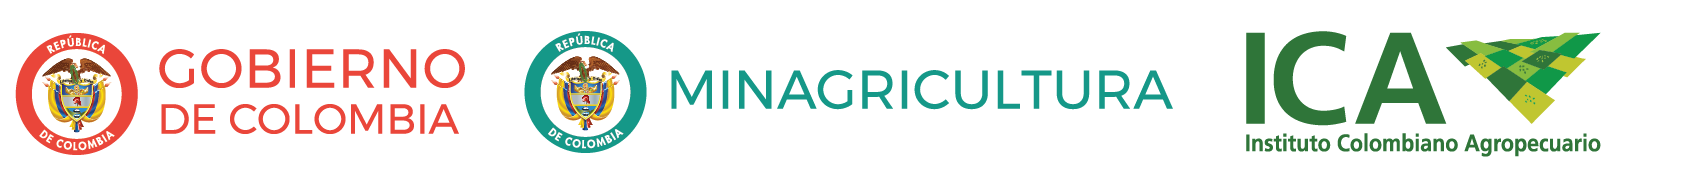 REPÚBLICA
DE COLOMBIA
GOBIERNO
DE COLOMBIA
REPÚBLICA
DE COLOMBIA
MINAGRICULTURA
ICA
Instituto Colombiano Agropecuario